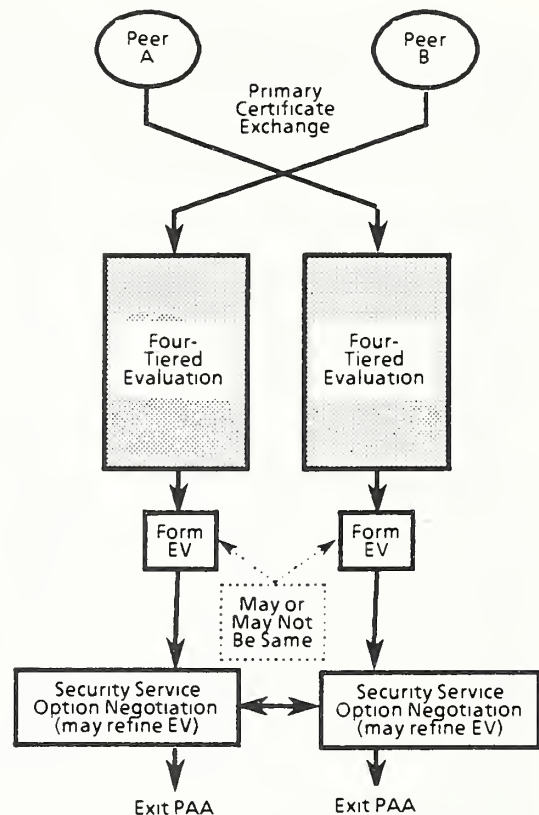 Peer
A
Peer
B
Primary
Certificate
Exchange
Four-
Tiered
Evaluation
Four-
Tiered
Evaluation
Form
EV
Form
EV
May or
May Not
Be Same
Security Service
Option Negotiation
(may refine EV)
Security Service
Option Negotiation
(may refine EV)
Exit PAA
Exit PAA